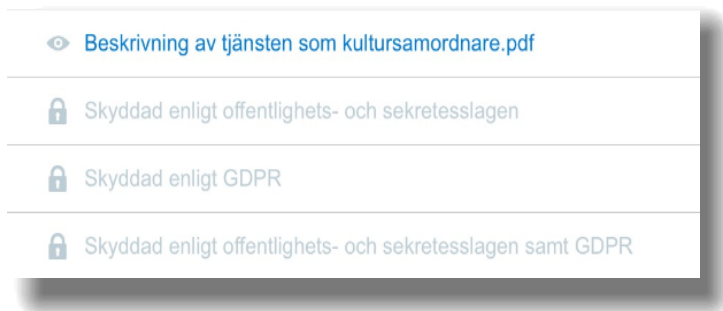 Beskrivning av tjänsten som kultursamordnare.pdf
Skyddad enligt offentlighets- och sekretesslagen
Skyddad enligt GDPR
Skyddad enligt offentlighets- och sekretesslagen samt GDPR